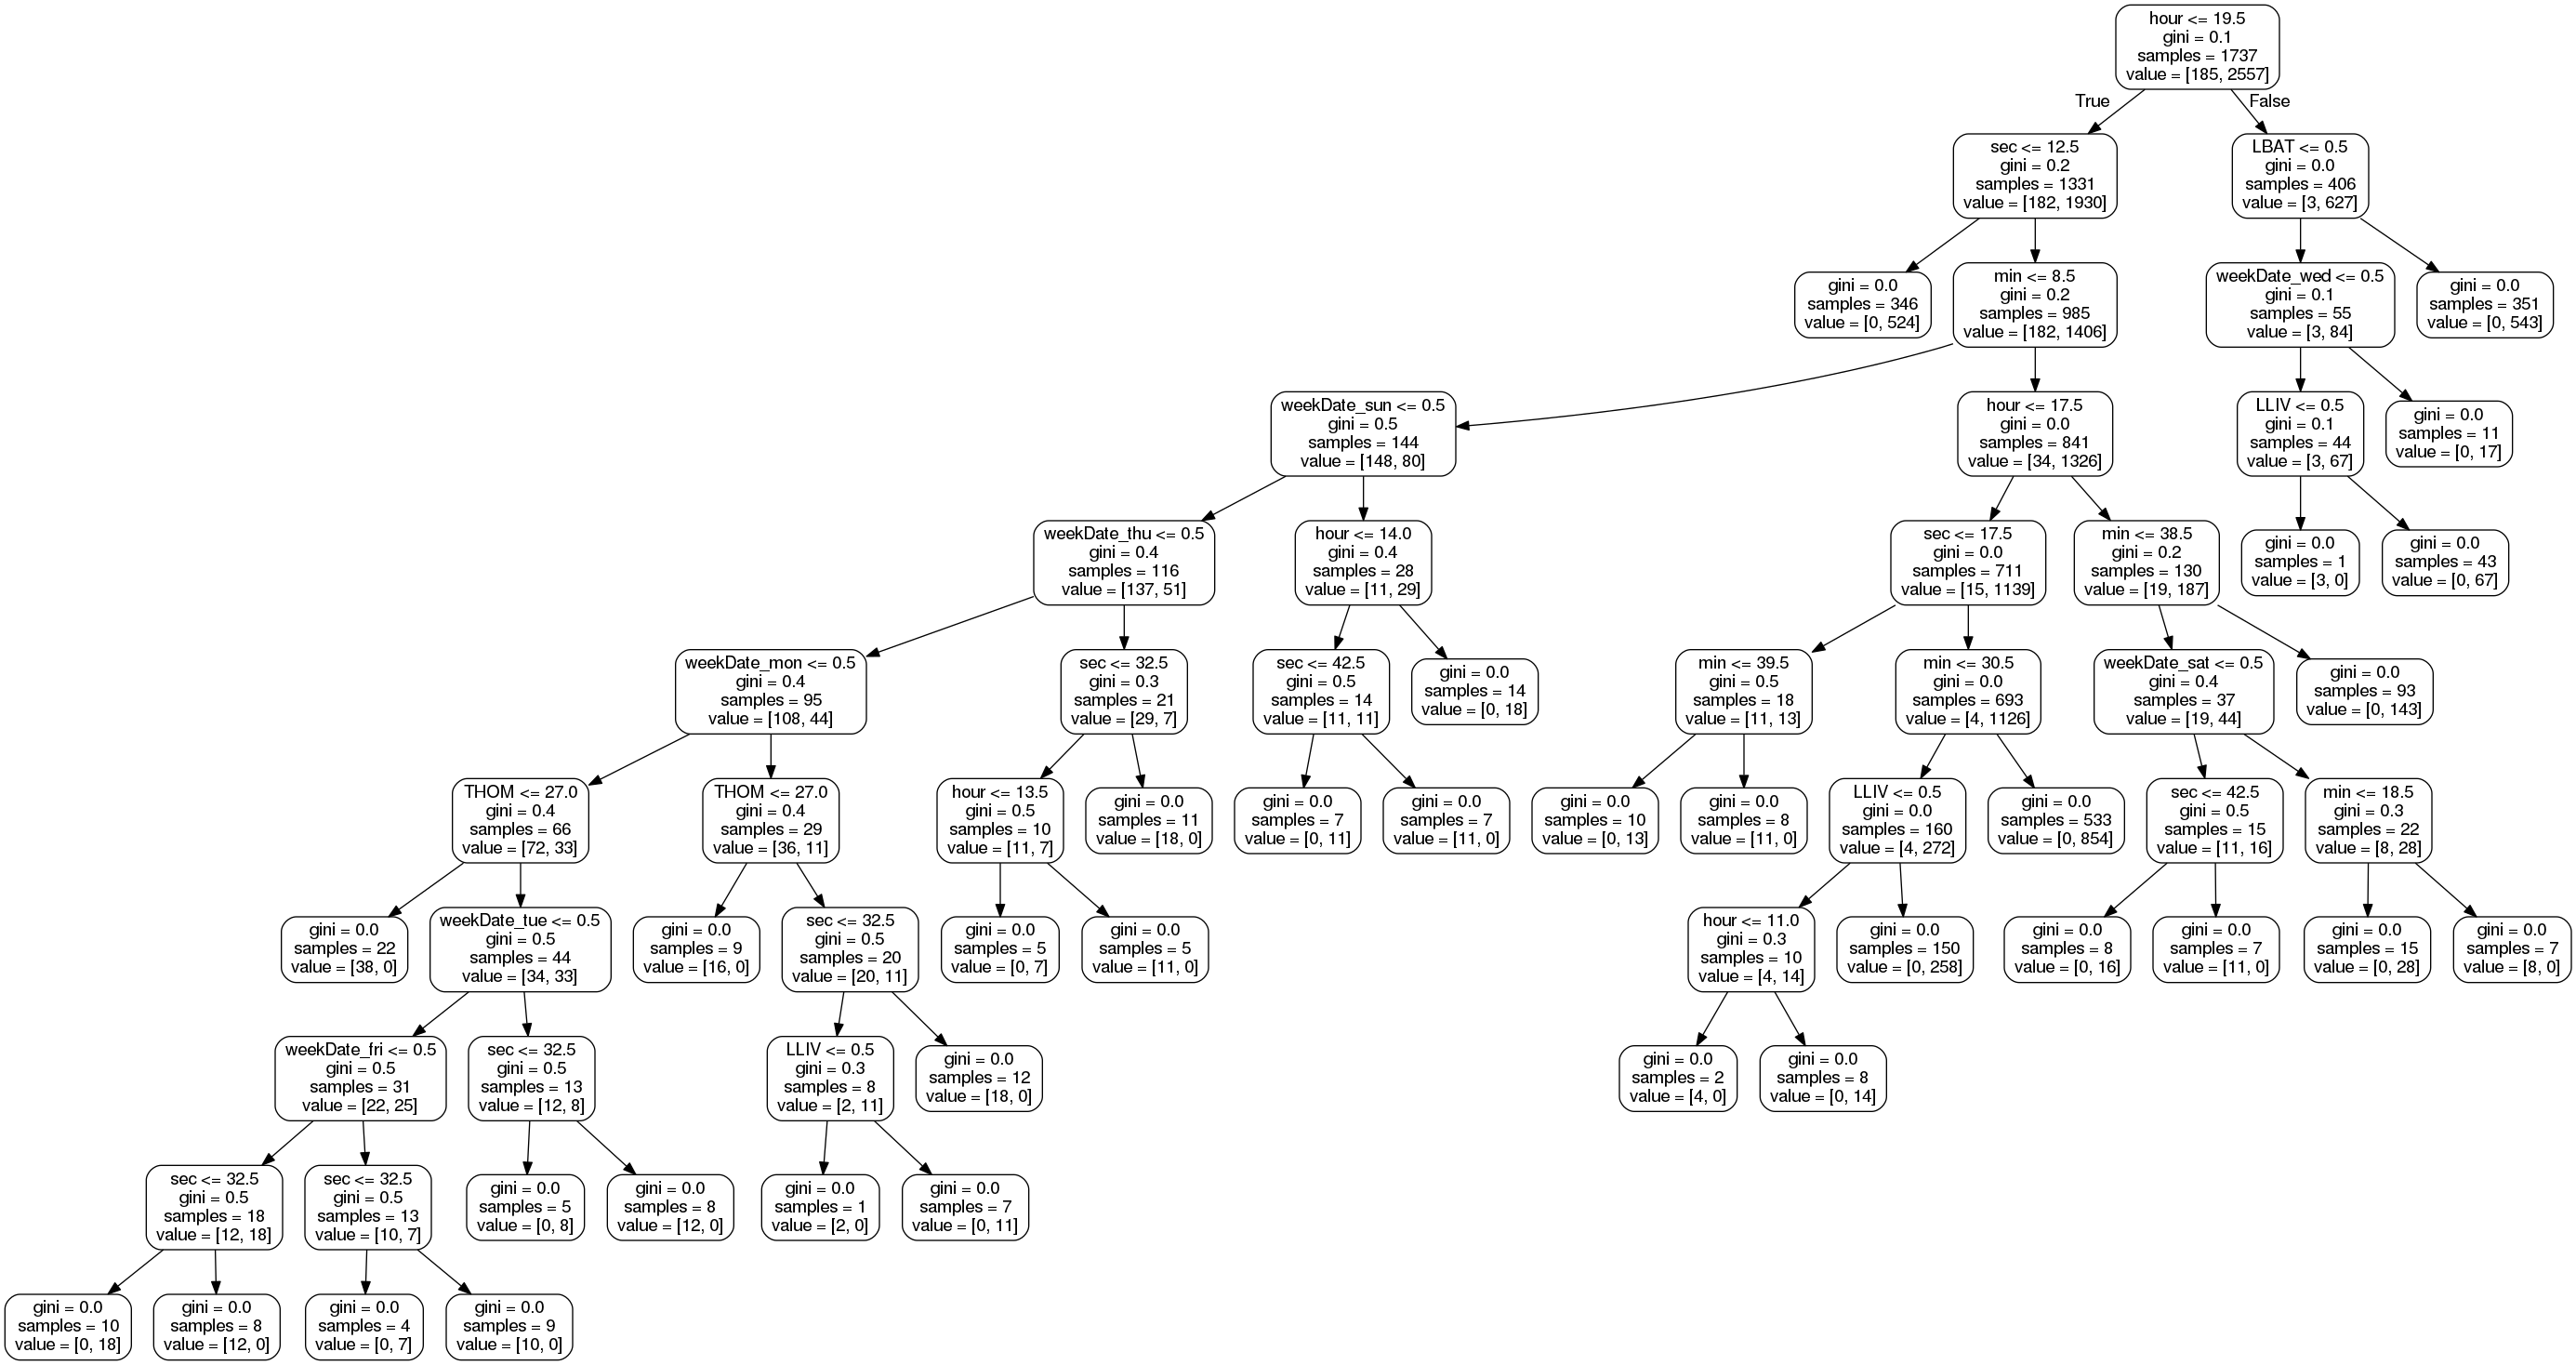 hour <= 19.5
gini = 0.1
samples = 1737
value = [185, 2557]
True
False
sec <= 12.5
gini = 0.2
samples = 1331
value = [182, 1930]
LBAT <= 0.5
gini = 0.0
samples = 406
value = [3, 627]
gini = 0.0
samples = 346
value = [0, 524]
min <= 8.5
gini = 0.2
samples = 985
value = [182, 1406]
weekDate_wed <= 0.5
gini = 0.1
samples = 55
value = [3, 84]
gini = 0.0
samples = 351
value = [0, 543]
weekDate_sun <= 0.5
gini = 0.5
samples = 144
value = [148, 80]
hour <= 17.5
gini = 0.0
samples = 841
value = [34, 1326]
LLIV <= 0.5
gini = 0.1
samples = 44
value = [3, 67]
gini = 0.0
samples = 11
value = [0, 17]
weekDate_thu <= 0.5
gini = 0.4
samples = 116
value = [137, 51]
hour <= 14.0
gini = 0.4
samples = 28
value = [11, 29]
sec <= 17.5
gini = 0.0
samples = 711
value = [15, 1139]
min <= 38.5
gini = 0.2
samples = 130
value = [19, 187]
gini = 0.0
samples = 1
value = [3, 0]
gini = 0.0
samples = 43
value = [0, 67]
weekDate_mon <= 0.5
gini = 0.4
samples = 95
value = [108, 44]
sec <= 32.5
gini = 0.3
samples = 21
value = [29, 7]
sec <= 42.5
gini = 0.5
samples = 14
value = [11, 11]
gini = 0.0
samples = 14
value = [0, 18]
min <= 39.5
gini = 0.5
samples = 18
value = [11, 13]
min <= 30.5
gini = 0.0
samples = 693
value = [4, 1126]
weekDate_sat <= 0.5
gini = 0.4
samples = 37
value = [19, 44]
gini = 0.0
samples = 93
value = [0, 143]
THOM <= 27.0
gini = 0.4
samples = 66
value = [72, 33]
THOM <= 27.0
gini = 0.4
samples = 29
value = [36, 11]
hour <= 13.5
gini = 0.5
samples = 10
value = [11, 7]
gini = 0.0
samples = 11
value = [18, 0]
gini = 0.0
samples = 7
value = [0, 11]
gini = 0.0
samples = 7
value = [11, 0]
gini = 0.0
samples = 10
value = [0, 13]
gini = 0.0
samples = 8
value = [11, 0]
LLIV <= 0.5
gini = 0.0
samples = 160
value = [4, 272]
gini = 0.0
samples = 533
value = [0, 854]
sec <= 42.5
gini = 0.5
samples = 15
value = [11, 16]
min <= 18.5
gini = 0.3
samples = 22
value = [8, 28]
gini = 0.0
samples = 22
value = [38, 0]
weekDate_tue <= 0.5
gini = 0.5
samples = 44
value = [34, 33]
gini = 0.0
samples = 9
value = [16, 0]
sec <= 32.5
gini = 0.5
samples = 20
value = [20, 11]
gini = 0.0
samples = 5
value = [0, 7]
gini = 0.0
samples = 5
value = [11, 0]
hour <= 11.0
gini = 0.3
samples = 10
value = [4, 14]
gini = 0.0
samples = 150
value = [0, 258]
gini = 0.0
samples = 8
value = [0, 16]
gini = 0.0
samples = 7
value = [11, 0]
gini = 0.0
samples = 15
value = [0, 28]
gini = 0.0
samples = 7
value = [8, 0]
weekDate_fri <= 0.5
gini = 0.5
samples = 31
value = [22, 25]
sec <= 32.5
gini = 0.5
samples = 13
value = [12, 8]
LLIV <= 0.5
gini = 0.3
samples = 8
value = [2, 11]
gini = 0.0
samples = 12
value = [18, 0]
gini = 0.0
samples = 2
value = [4, 0]
gini = 0.0
samples = 8
value = [0, 14]
sec <= 32.5
gini = 0.5
samples = 18
value = [12, 18]
sec <= 32.5
gini = 0.5
samples = 13
value = [10, 7]
gini = 0.0
samples = 5
value = [0, 8]
gini = 0.0
samples = 8
value = [12, 0]
gini = 0.0
samples = 1
value = [2, 0]
gini = 0.0
samples = 7
value = [0, 11]
gini = 0.0
samples = 10
value = [0, 18]
gini = 0.0
samples = 8
value = [12, 0]
gini = 0.0
samples = 4
value = [0, 7]
gini = 0.0
samples = 9
value = [10, 0]